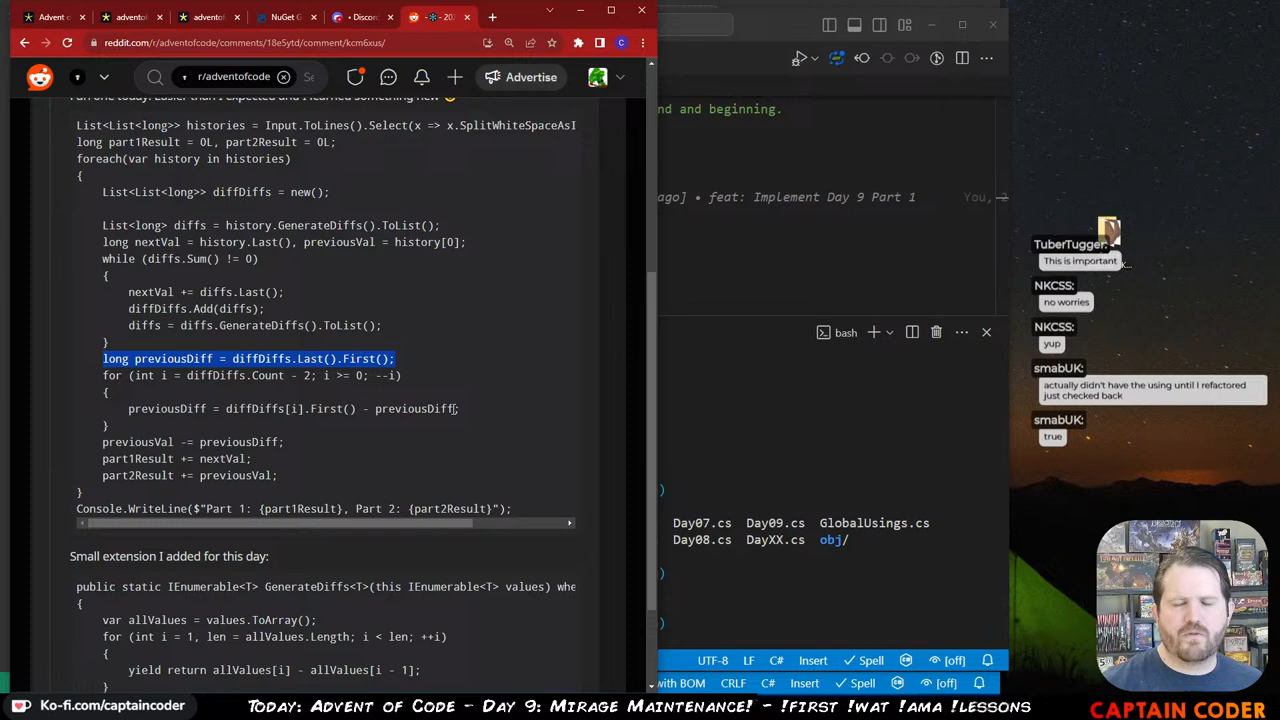 Advent o
advento
advento
NuGet G
Discor
- 202
reddit.com/r/adventofcode/comments/18e5ytd/comment/kcm6xus/
r/adventofcode
Se
Advertise
List<List<long>> histories = Input.ToLines().Select(x => x.SplitWhiteSpaceAsI
long part1Result = 0L, part2Result = 0L;
foreach(var history in histories)
{
List<List<long>> diffDiffs = new();
List<long> diffs = history.GenerateDiffs().ToList();
long nextVal = history.Last(), previousVal = history[0];
while (diffs.Sum() != 0)
{
nextVal += diffs.Last();
diffDiffs.Add(diffs);
diffs = diffs.GenerateDiffs().ToList();
}
long previousDiff = diffDiffs.Last().First();
for (int i = diffDiffs.Count - 2; i >= 0; --i)
{
previousDiff = diffDiffs[i].First() - previousDiff;
}
previousVal -= previousDiff;
part1Result += nextVal;
part2Result += previousVal;
}
Console.WriteLine($"Part 1: {part1Result}, Part 2: {part2Result}");
Small extension I added for this day:
public static IEnumerable<T> GenerateDiffs<T>(this IEnumerable<T> values) whe
{
var allValues = values.ToArray();
for (int i = 1, len = allValues.Length; i < len; ++i)
{
yield return allValues[i] - allValues[i - 1];
}
nd and beginning.
ago] • feat: Implement Day 9 Part 1
You, 2
bash
)
Day07.cs Day09.cs GlobalUsings.cs
Day08.cs DayXX.cs obj/
)
)
UTF-8 LF C# Insert Spell [off]
with BOM CRLF C# Insert Spell [off]
TuberTugger:
This is important
NKCSS:
no worries
NKCSS:
yup
smabUK:
actually didn't have the using until I refactored
just checked back
smabUK:
true
Ko-fi.com/captaincoder
Today: Advent of Code - Day 9: Mirage Maintenance! - !first !wat !ama !lessons
CAPTAIN CODER